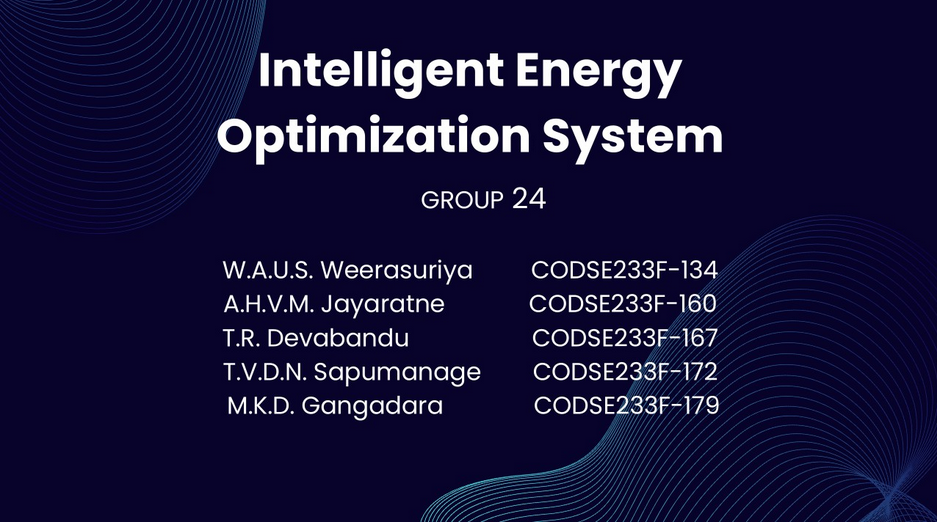 Intelligent Energy
Optimization System
GROUP 24
W.A.U.S. Weerasuriya CODSE233F-134
A.H.V.M. Jayaratne CODSE233F-160
T.R. Devabandu CODSE233F-167
T.V.D.N. Sapumanage CODSE233F-172
M.K.D. Gangadara CODSE233F-179